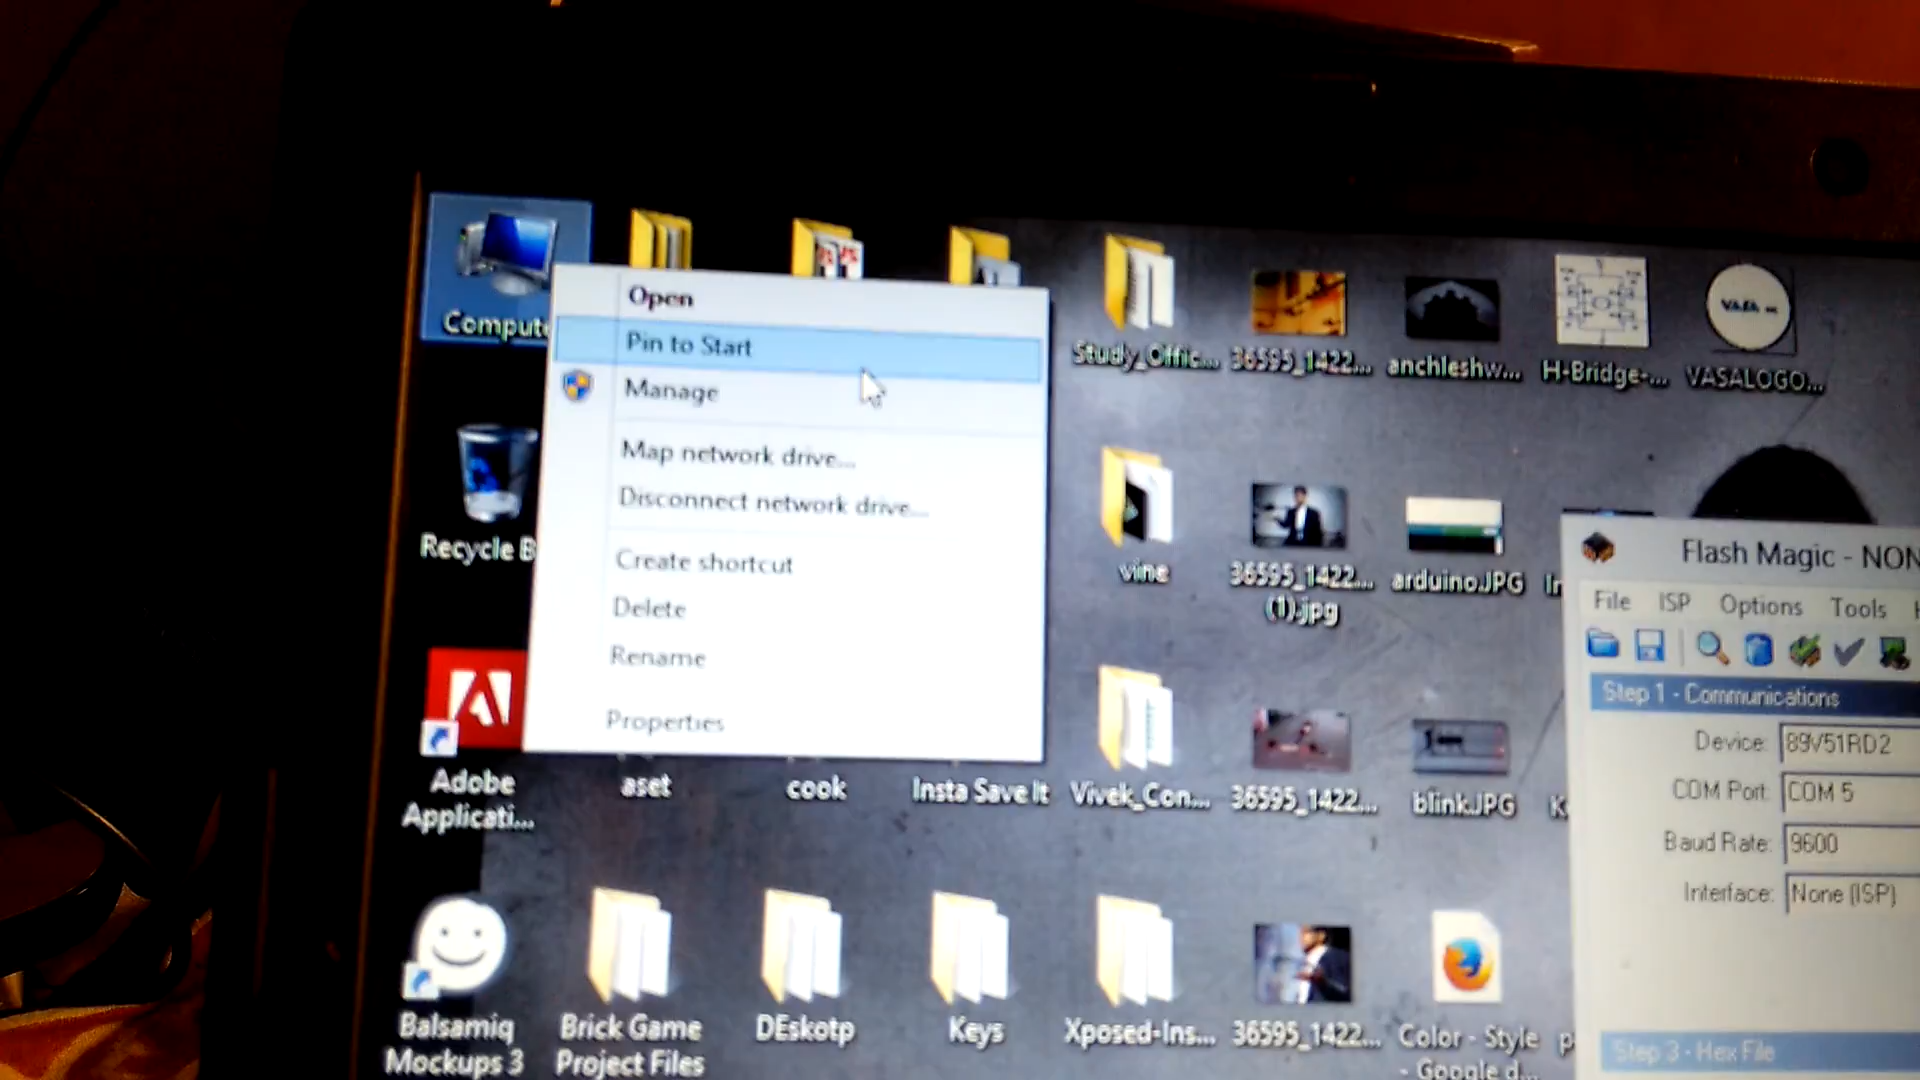 Comput
Open
Pin to Start
Manage
Map network drive...
Disconnect network drive...
Create shortcut
Delete
Rename
Properties
Study_Offic...
36595_1422...
anchleshw...
H-Bridge-...
VASALOGO...
Recycle B
vine
36595_1422...
(1).jpg
arduino.JPG
Adobe
Applicati...
aset
cook
Insta Save It
Vivek_Con...
36595_1422...
blink.JPG
Balsamiq
Mockups 3
Brick Game
Project Files
DEskotp
Keys
Xposed-Ins...
36595_1422...
Color - Style
- Google d...
Flash Magic - NON
File ISP Options Tools
Step 1 - Communications
Device: 89V51RD2
COM Port: COM 5
Baud Rate: 9600
Interface: None (ISP)
Step 3 - Hex File